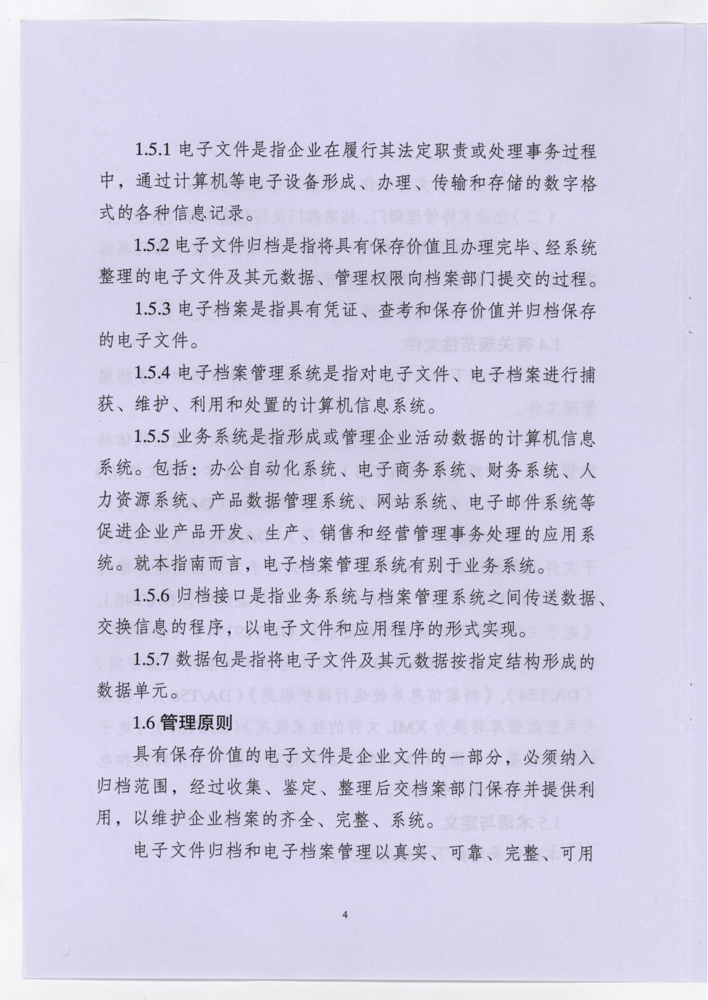 1.5.1 电子文件是指企业在履行其法定职责或处理事务过程
中，通过计算机等电子设备形成、办理、传输和存储的数字格
式的各种信息记录。
1.5.2 电子文件归档是指将具有保存价值且办理完毕、经系统
整理的电子文件及其元数据、管理权限向档案部门提交的过程。
1.5.3 电子档案是指具有凭证、查考和保存价值并归档保存
的电子文件。
1.5.4 电子档案管理系统是指对电子文件、电子档案进行捕
获、维护、利用和处置的计算机信息系统。
1.5.5 业务系统是指形成或管理企业活动数据的计算机信息
系统。包括：办公自动化系统、电子商务系统、财务系统、人
力资源系统、产品数据管理系统、网站系统、电子邮件系统等
促进企业产品开发、生产、销售和经营管理事务处理的应用系
统。就本指南而言，电子档案管理系统有别于业务系统。
1.5.6 归档接口是指业务系统与档案管理系统之间传送数据、
交换信息的程序，以电子文件和应用程序的形式实现。
1.5.7 数据包是指将电子文件及其元数据按指定结构形成的
数据单元。
1.6 管理原则
具有保存价值的电子文件是企业文件的一部分，必须纳入
归档范围，经过收集、鉴定、整理后交档案部门保存并提供利
用，以维护企业档案的齐全、完整、系统。
电子文件归档和电子档案管理以真实、可靠、完整、可用
4